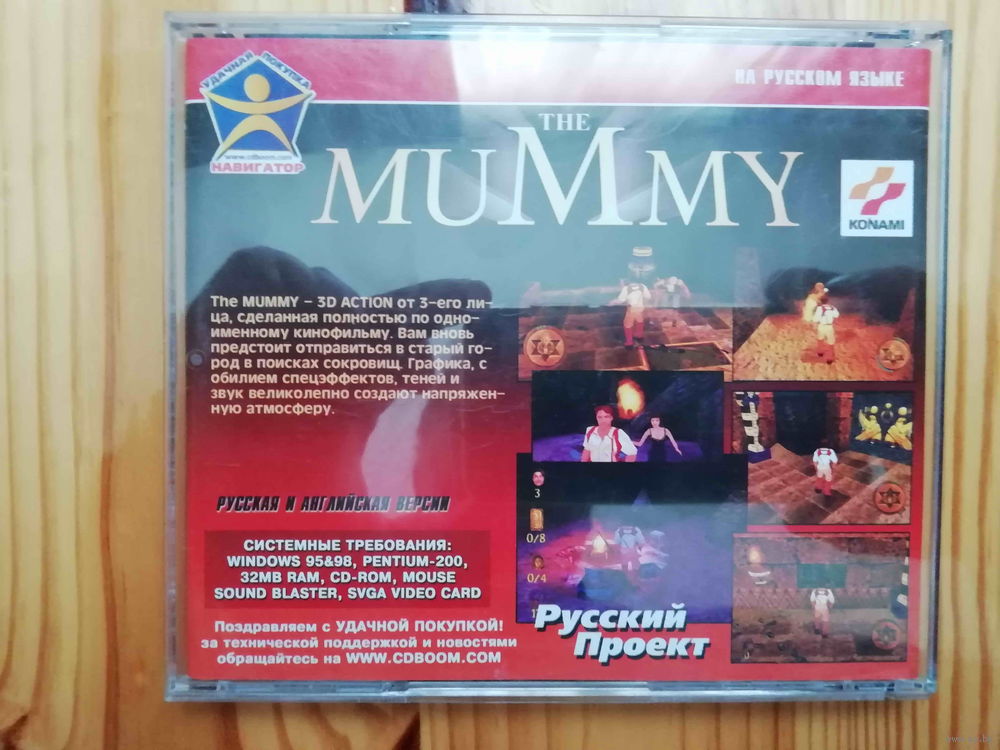 УДАЧНАЯ ПОКУПКА
www.cdboom.com
НАВИГАТОР
НА РУССКОМ ЯЗЫКЕ
THE
MUMMY
KONAMI
The MUMMY – 3D ACTION от 3-его ли-
ца, сделанная полностью по одно-
именному кинофильму. Вам вновь
предстоит отправиться в старый го-
род в поисках сокровищ. Графика, с
обилием спецэффектов, теней и
звук великолепно создают напряжен-
ную атмосферу.
3
0/8
0/4
РУССКАЯ И АНГЛИЙСКАЯ ВЕРСИИ
СИСТЕМНЫЕ ТРЕБОВАНИЯ:
WINDOWS 95&98, PENTIUM-200,
32MB RAM, CD-ROM, MOUSE
SOUND BLASTER, SVGA VIDEO CARD
Поздравляем с УДАЧНОЙ ПОКУПКОЙ!
за технической поддержкой и новостями
обращайтесь на WWW.CDBOOM.COM
Русский
Проект